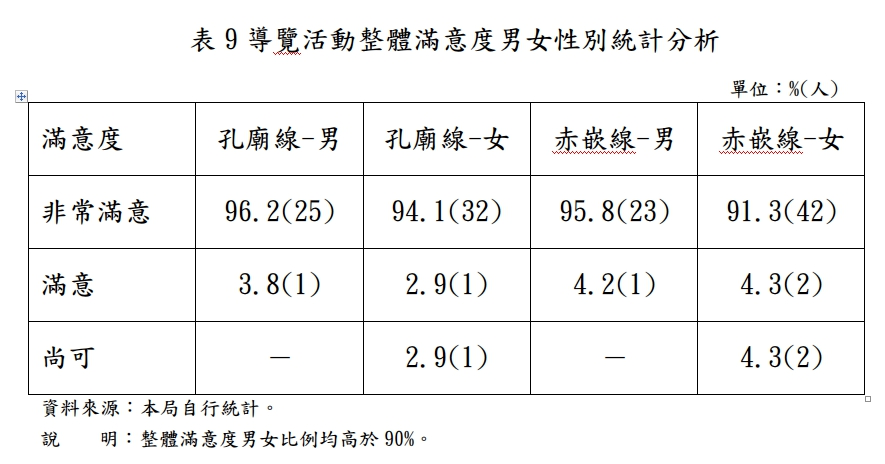 表 9 導覽活動整體滿意度男女性別統計分析
單位：%(人)
滿意度 孔廟線-男 孔廟線-女 赤嵌線-男 赤嵌線-女
非常滿意 96.2(25) 94.1(32) 95.8(23) 91.3(42)
滿意 3.8(1) 2.9(1) 4.2(1) 4.3(2)
尚可 － 2.9(1) － 4.3(2)
資料來源：本局自行統計。
說　　明：整體滿意度男女比例均高於 90%。